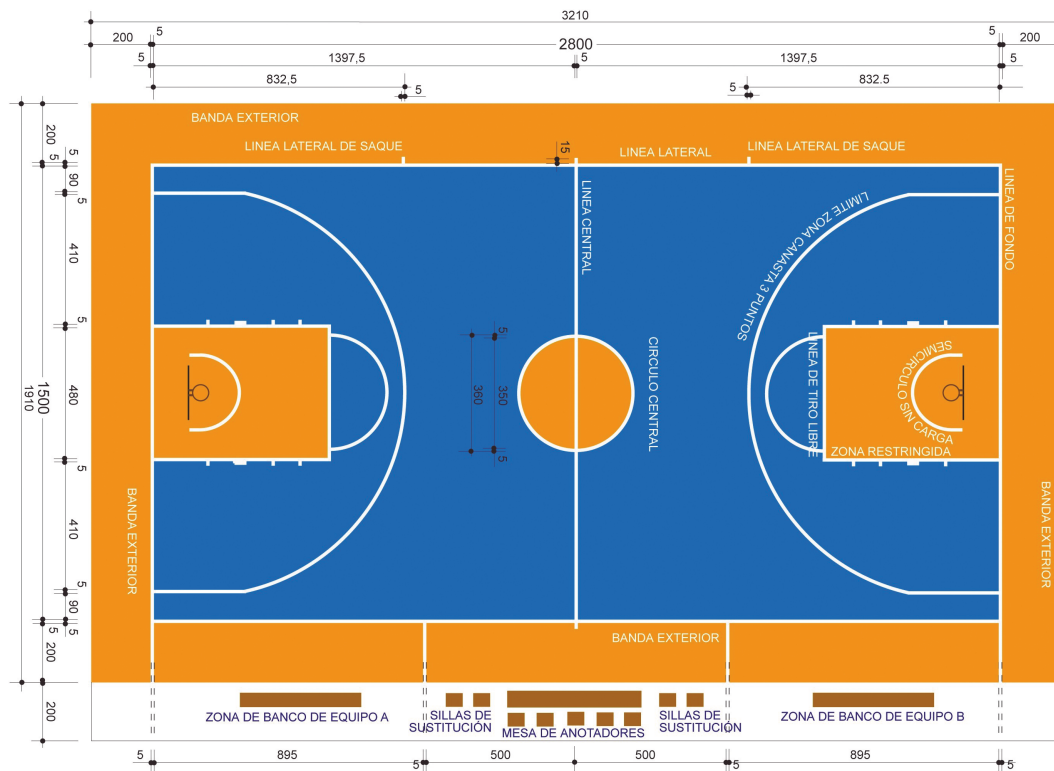 3210
200
5
2800
5
200
5
1397,5
5
1397,5
5
832,5
5
5
832.5
BANDA EXTERIOR
LINEA LATERAL DE SAQUE
15
LINEA LATERAL
LINEA LATERAL DE SAQUE
200
5
90
5
410
5
480
5
410
5
90
5
200
200
1500
1910
LINEA CENTRAL
LIMITE ZONA CANASTA 3 PUNTOS
LINEA DE FONDO
5
350
360
5
CIRCULO CENTRAL
LINEA DE TIRO LIBRE
SEMICIRCULO SIN CARGA
ZONA RESTRINGIDA
BANDA EXTERIOR
BANDA EXTERIOR
BANDA EXTERIOR
ZONA DE BANCO DE EQUIPO A
SILLAS DE
SUSTITUCIÓN
MESA DE ANOTADORES
SILLAS DE
SUSTITUCIÓN
ZONA DE BANCO DE EQUIPO B
5
895
5
500
500
5
895
5